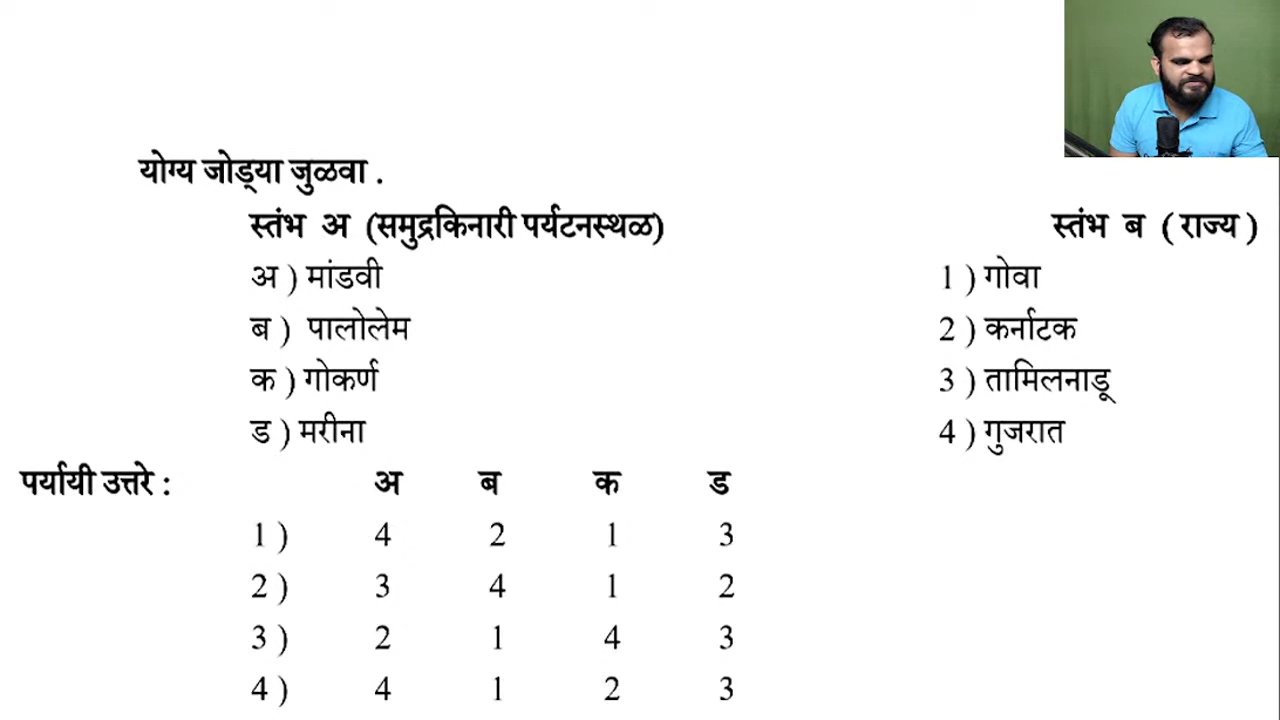 योग्य जोड्या जुळवा .
स्तंभ अ (समुद्रकिनारी पर्यटनस्थळ) स्तंभ ब ( राज्य )
अ ) मांडवी 1 ) गोवा
ब ) पालोलेम 2 ) कर्नाटक
क ) गोकर्ण 3 ) तामिलनाडू
ड ) मरीना 4 ) गुजरात
पर्यायी उत्तरे : अ ब क ड
1 ) 4 2 1 3
2 ) 3 4 1 2
3 ) 2 1 4 3
4 ) 4 1 2 3